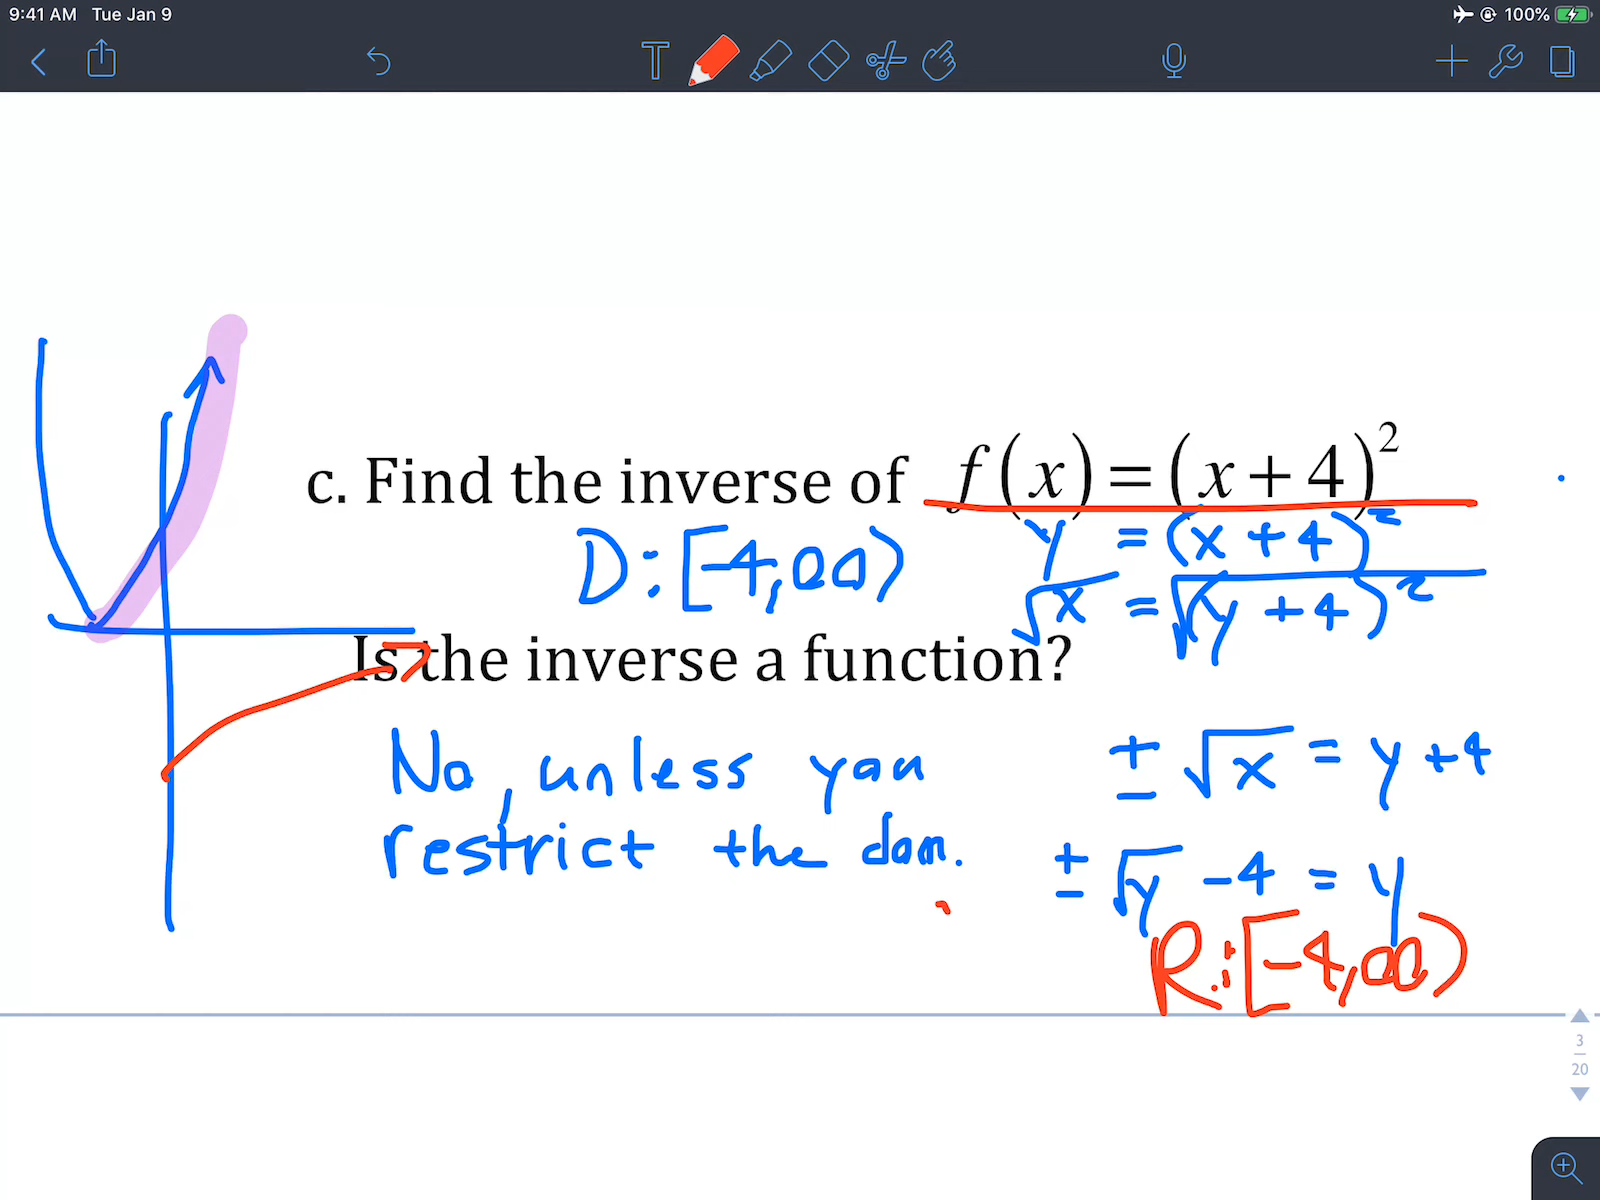 9:41 AM Tue Jan 9
100%
T
c. Find the inverse of f(x)=(x+4)²
D:[-4,∞)
y = (x+4)²
√x = √(y+4)²
Is the inverse a function?
No, unless you
restrict the dom.
± √x = y+4
± √y -4 = y
R:[-4,∞)
3
20